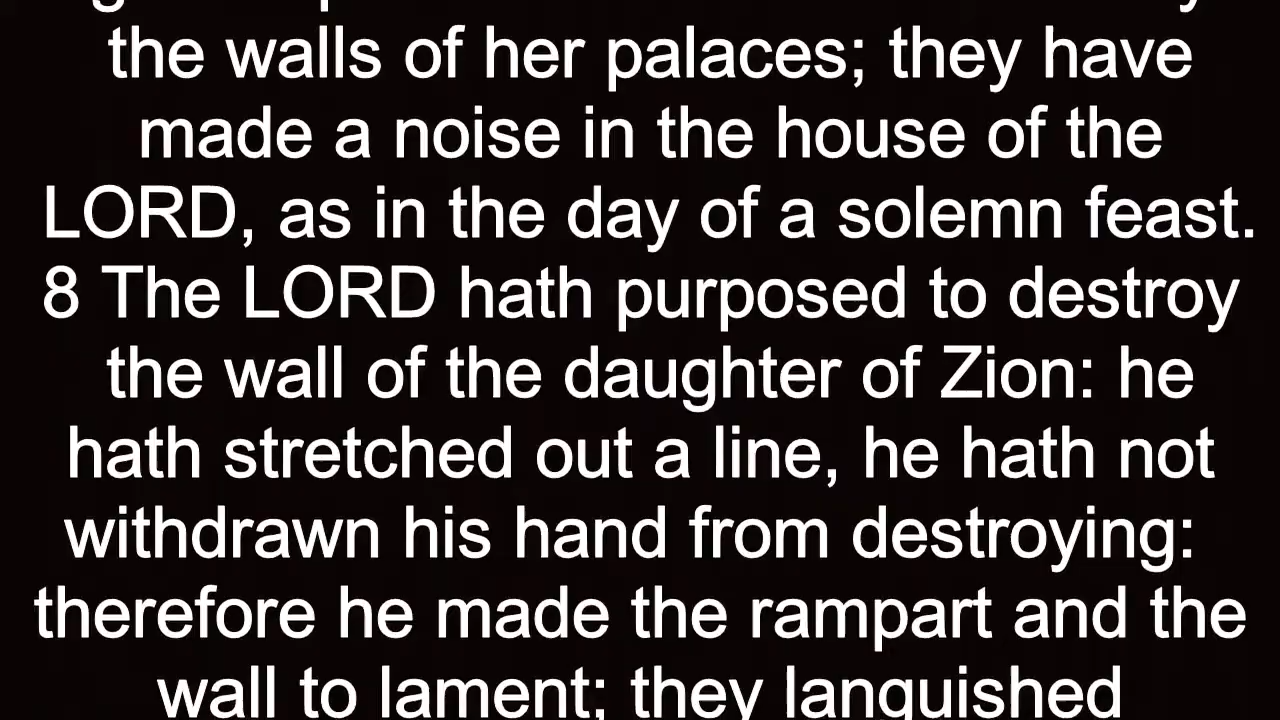 the walls of her palaces; they have
made a noise in the house of the
LORD, as in the day of a solemn feast.
8 The LORD hath purposed to destroy
the wall of the daughter of Zion: he
hath stretched out a line, he hath not
withdrawn his hand from destroying:
therefore he made the rampart and the
wall to lament; they languished